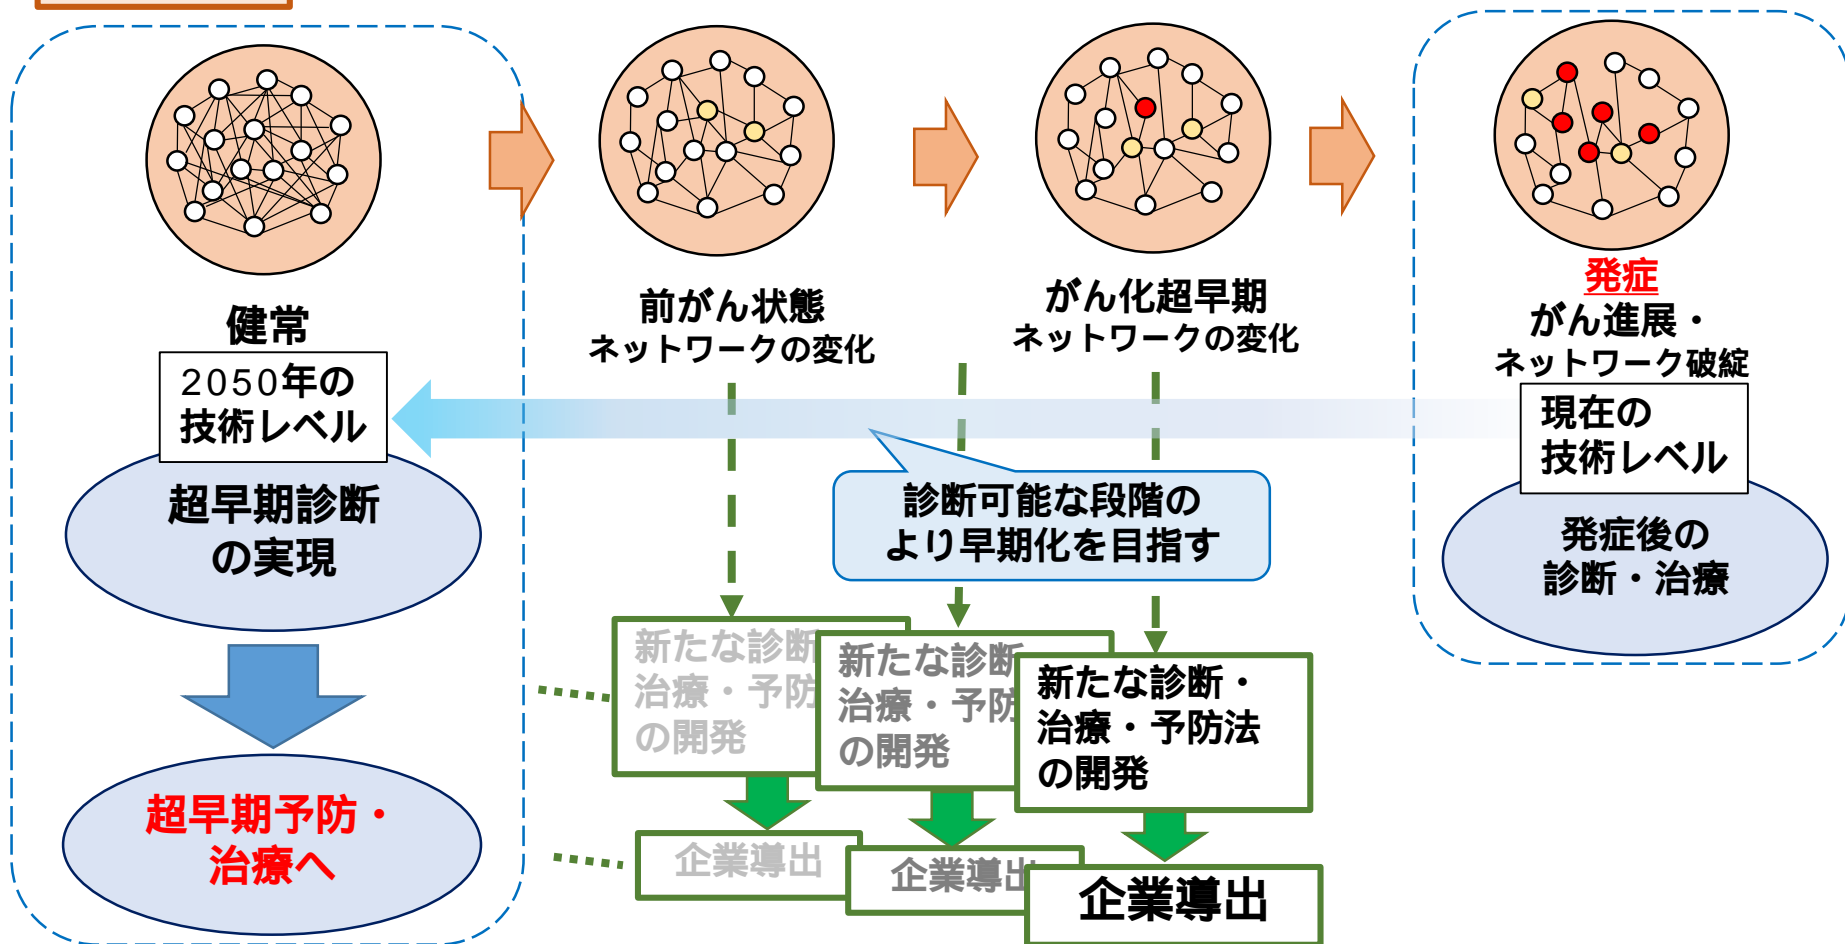 健常
2050年の
技術レベル
超早期診断
の実現
超早期予防・
治療へ
前がん状態
ネットワークの変化
がん化超早期
ネットワークの変化
発症
がん進展・
ネットワーク破綻
現在の
技術レベル
発症後の
診断・治療
診断可能な段階の
より早期化を目指す
新たな診断
治療・予防
の開発
企業導出
新たな診断
治療・予防
の開発
企業導出
新たな診断・
治療・予防法
の開発
企業導出